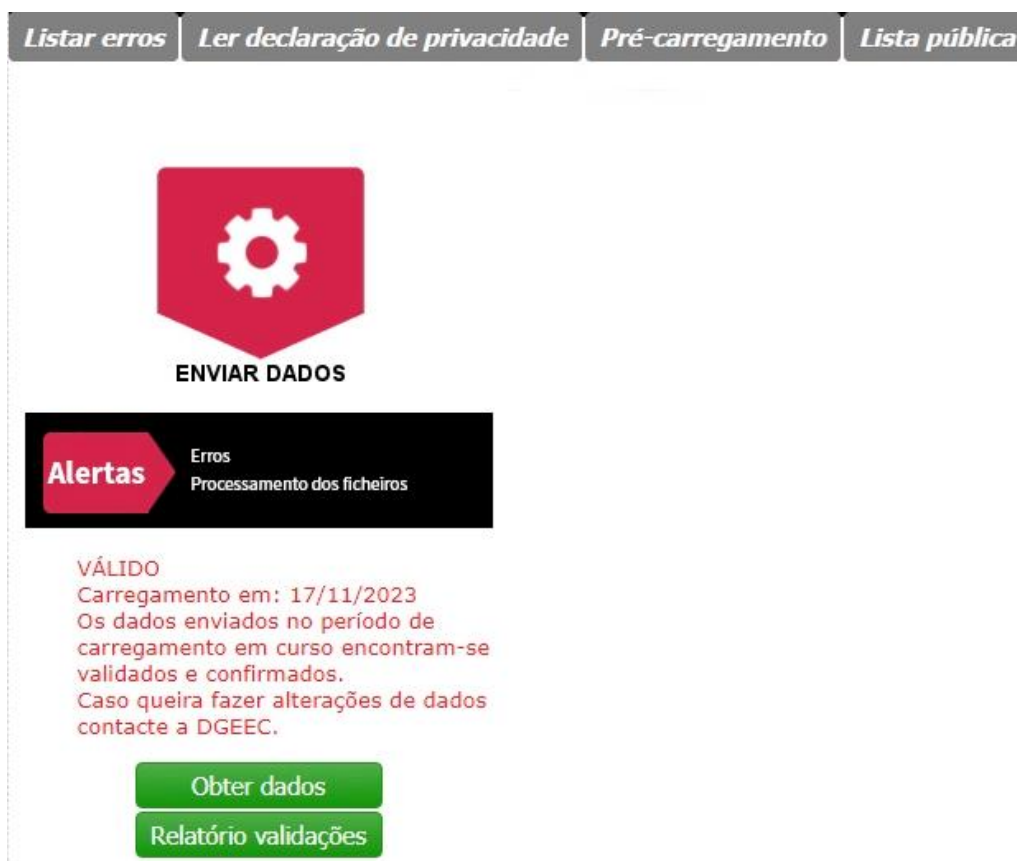 Listar erros Ler declaração de privacidade Pré-carregamento Lista pública
ENVIAR DADOS
Alertas
Erros
Processamento dos ficheiros
VÁLIDO
Carregamento em: 17/11/2023
Os dados enviados no período de
carregamento em curso encontram-se
validados e confirmados.
Caso queira fazer alterações de dados
contacte a DGEEC.
Obter dados
Relatório validações